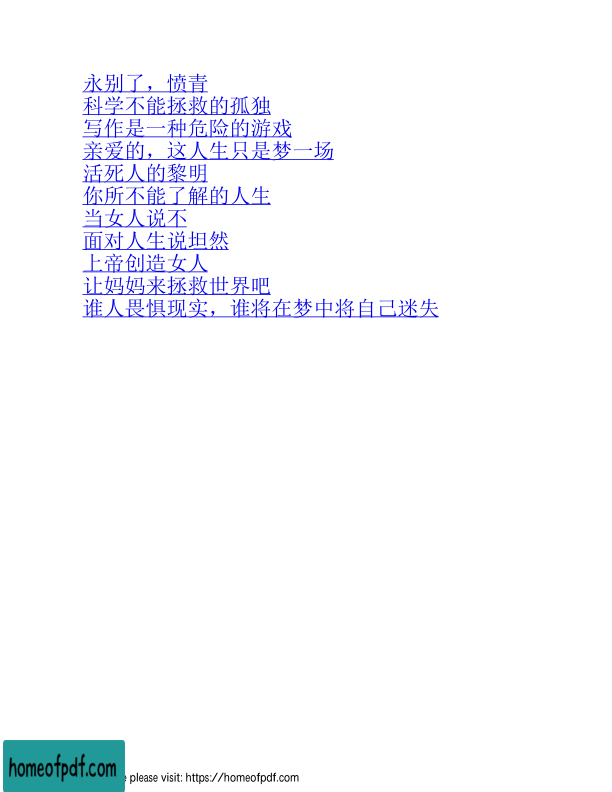 永别了，愤青
科学不能拯救的孤独
写作是一种危险的游戏
亲爱的，这人生只是梦一场
活死人的黎明
你所不能了解的人生
当女人说不
面对人生说坦然
上帝创造女人
让妈妈来拯救世界吧
谁人畏惧现实，谁将在梦中将自己迷失
homeofpdf.com
please visit: https://homeofpdf.com